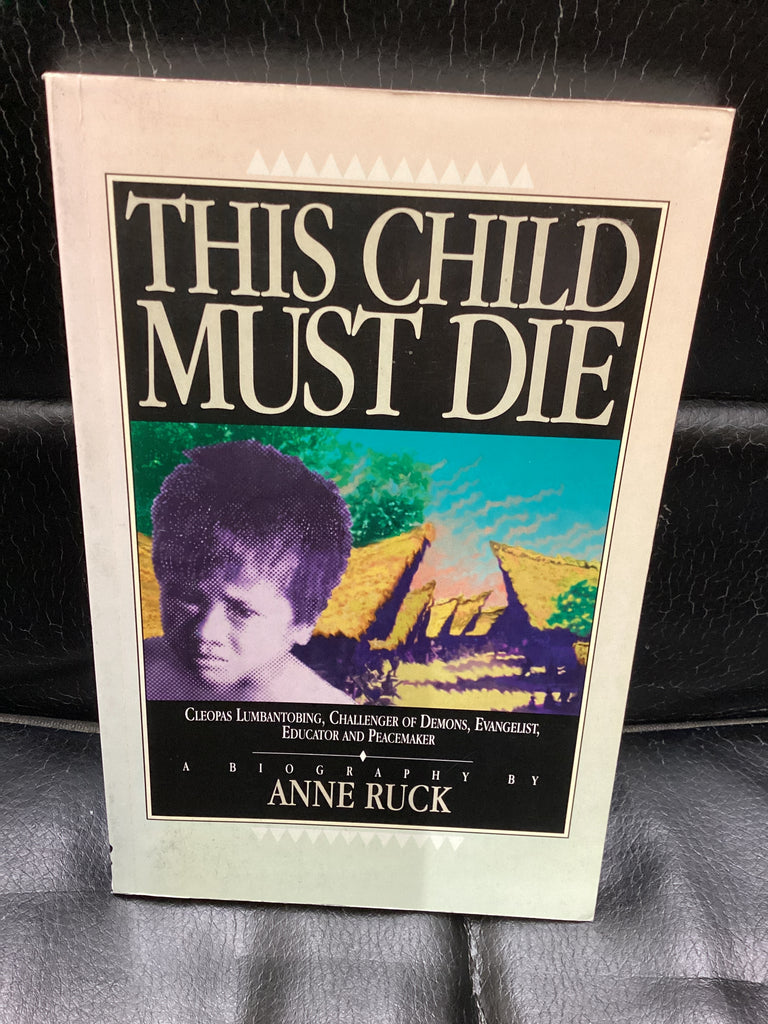 THIS CHILD
MUST DIE
CLEOPAS LUMBANTOBING, CHALLENGER OF DEMONS, EVANGELIST,
EDUCATOR AND PEACEMAKER
A BIOGRAPHY BY
ANNE RUCK